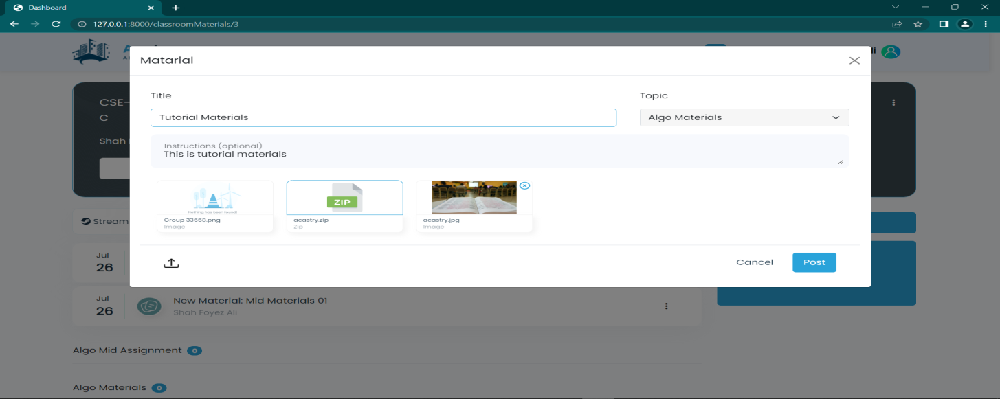 Dashboard
127.0.0.1:8000/classroomMaterials/3
Matarial
Title
Topic
Tutorial Materials
Algo Materials
Instructions (optional)
This is tutorial materials
Nothing has been found!
ZIP
Group 33668.png
Image
acastry.zip
Zip
acastry.jpg
Image
Cancel
Post
CSE-
C
Shah
Stream
Jul
26
Jul
26
New Material: Mid Materials 01
Shah Foyez Ali
Algo Mid Assignment 0
Algo Materials 0